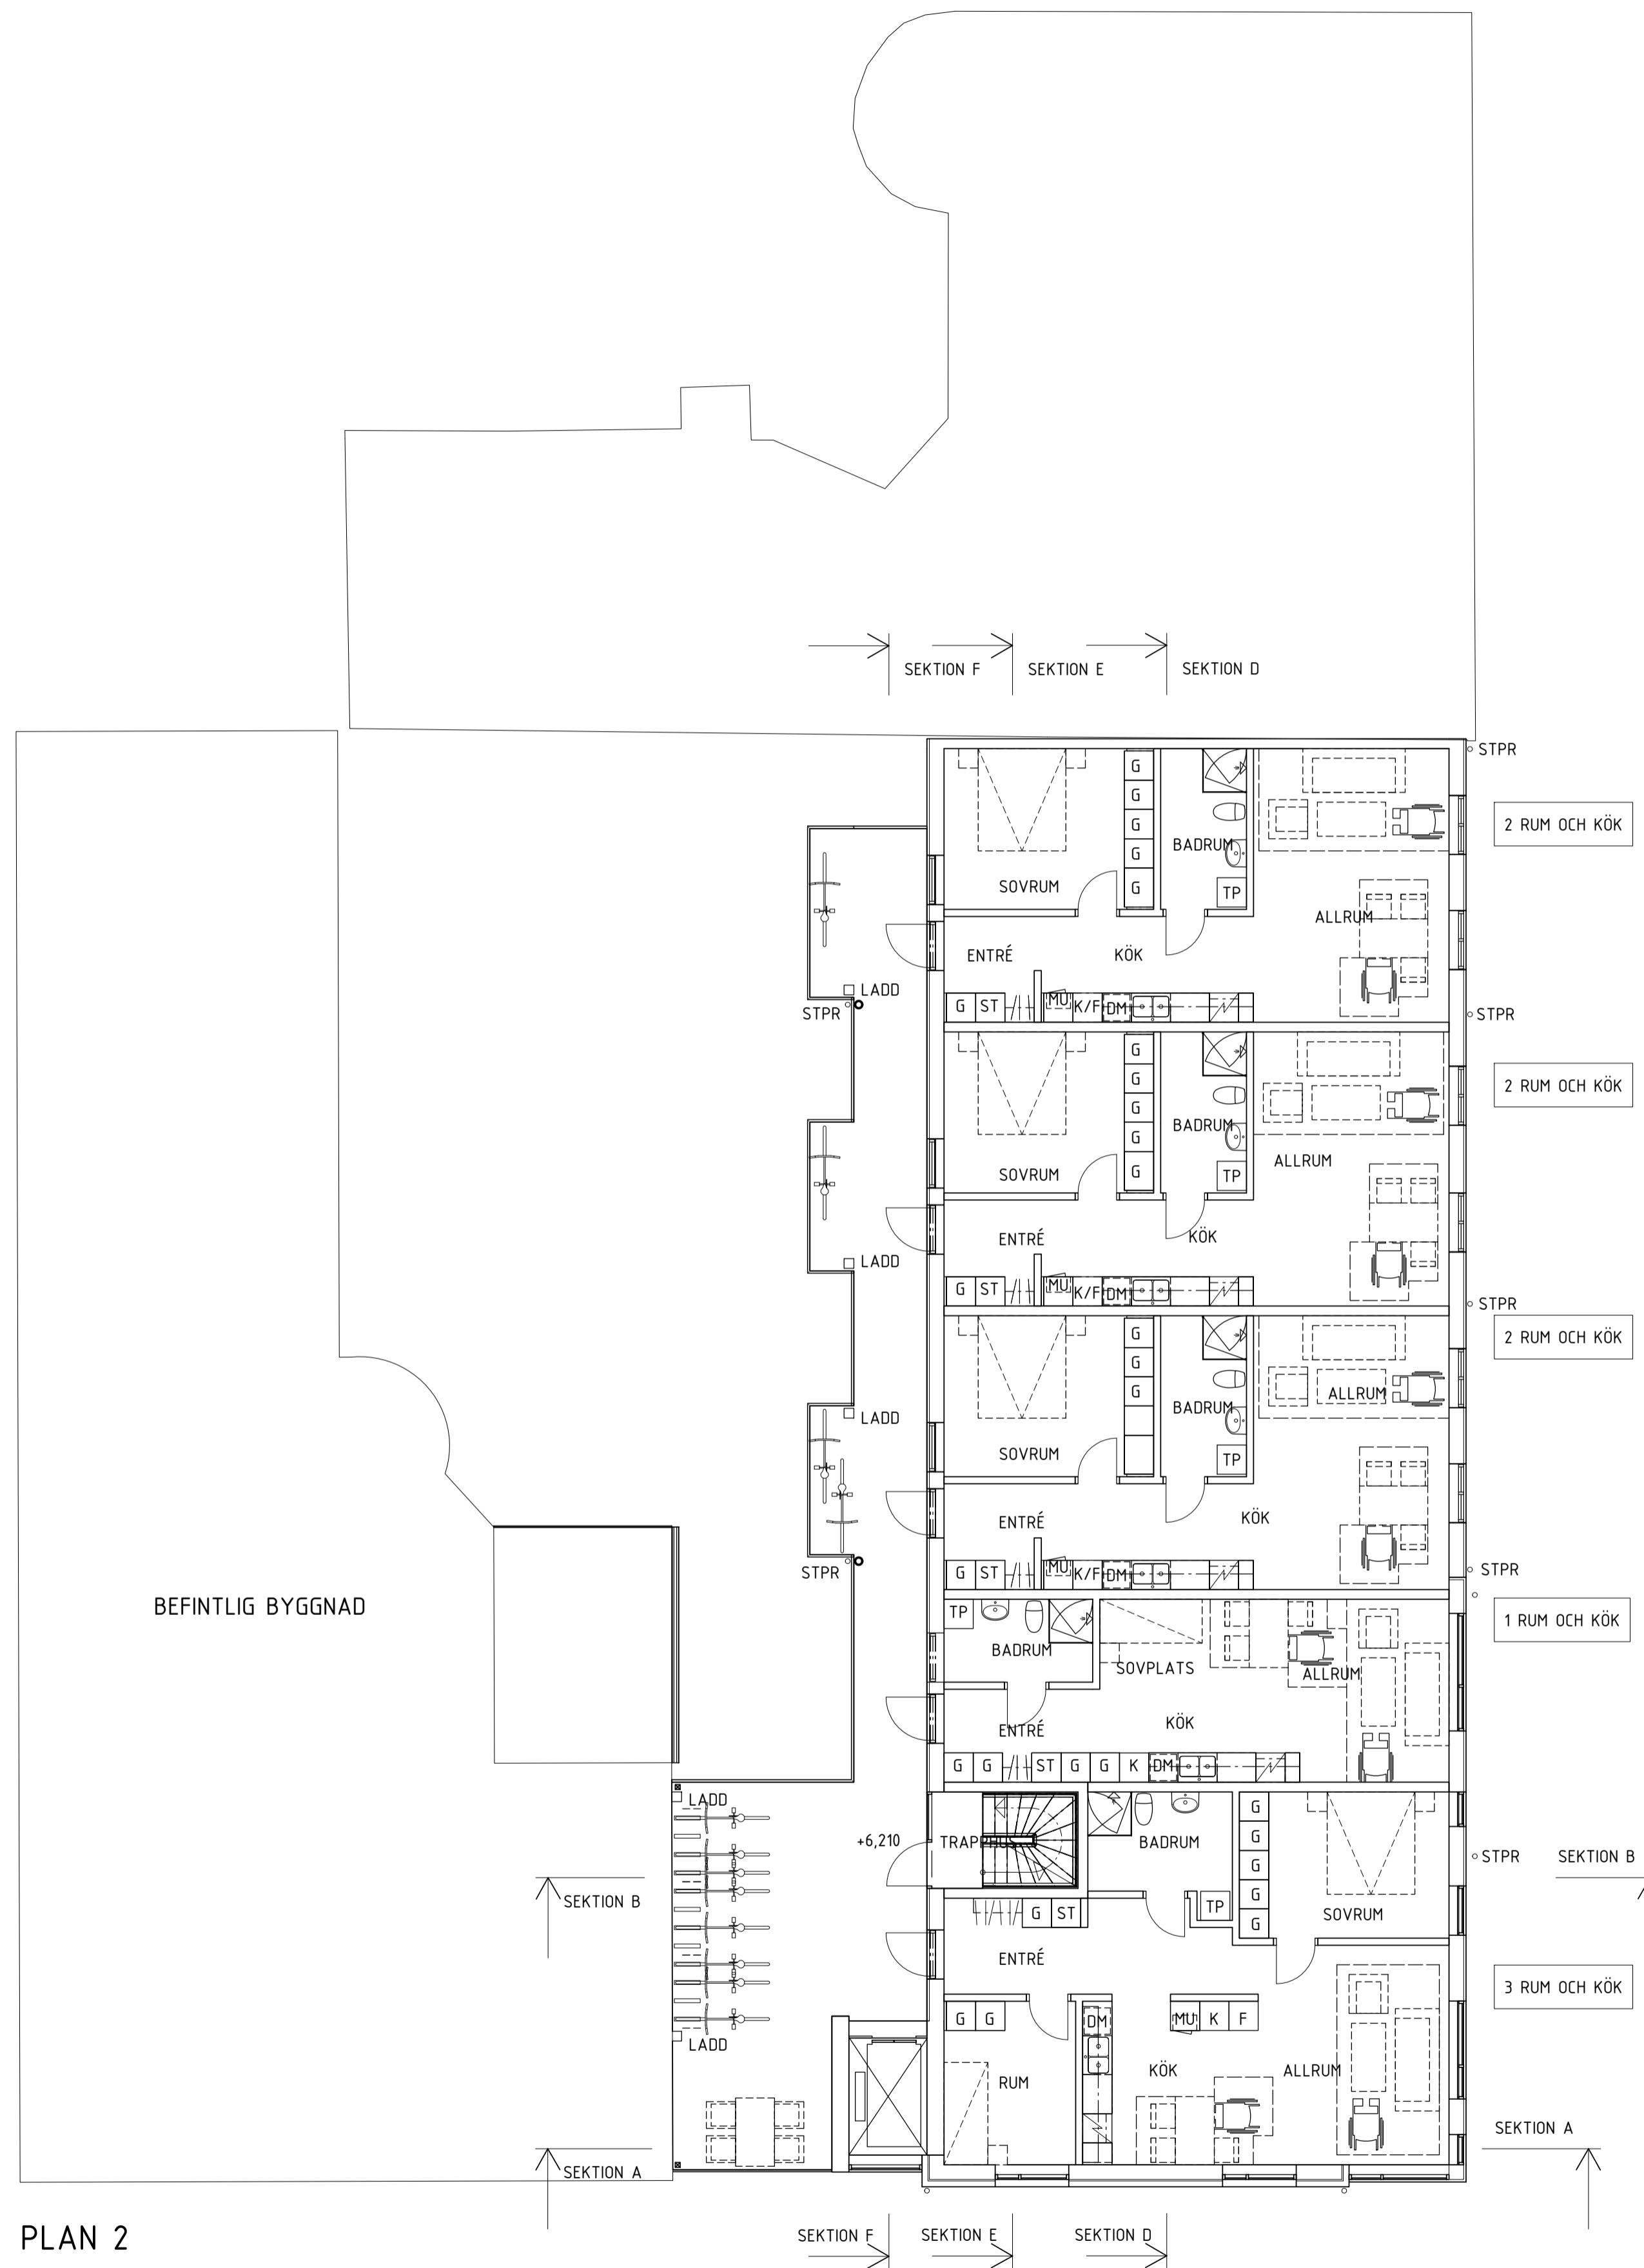 SEKTION F
SEKTION E
SEKTION D
STPR
2 RUM OCH KÖK
G
G
G
G
G
BADRUM
TP
SOVRUM
ALLRUM
ENTRÉ
KÖK
LADD
STPR
G ST MU K/F DM
STPR
2 RUM OCH KÖK
G
G
G
G
G
BADRUM
TP
SOVRUM
ALLRUM
ENTRÉ
KÖK
LADD
G ST MU K/F DM
STPR
2 RUM OCH KÖK
G
G
G
BADRUM
TP
SOVRUM
ALLRUM
LADD
ENTRÉ
KÖK
STPR
G ST MU K/F DM
STPR
BEFINTLIG BYGGNAD
1 RUM OCH KÖK
TP
BADRUM
SOVPLATS
ALLRUM
ENTRÉ
KÖK
G G ST G G K DM
LADD
+6,210
TRAPPHUS
BADRUM
G
G
G
G
G
TP
SOVRUM
STPR
SEKTION B
SEKTION B
G ST
ENTRÉ
3 RUM OCH KÖK
G G
DM
MU K F
LADD
RUM
KÖK
ALLRUM
SEKTION A
SEKTION A
PLAN 2
SEKTION F
SEKTION E
SEKTION D